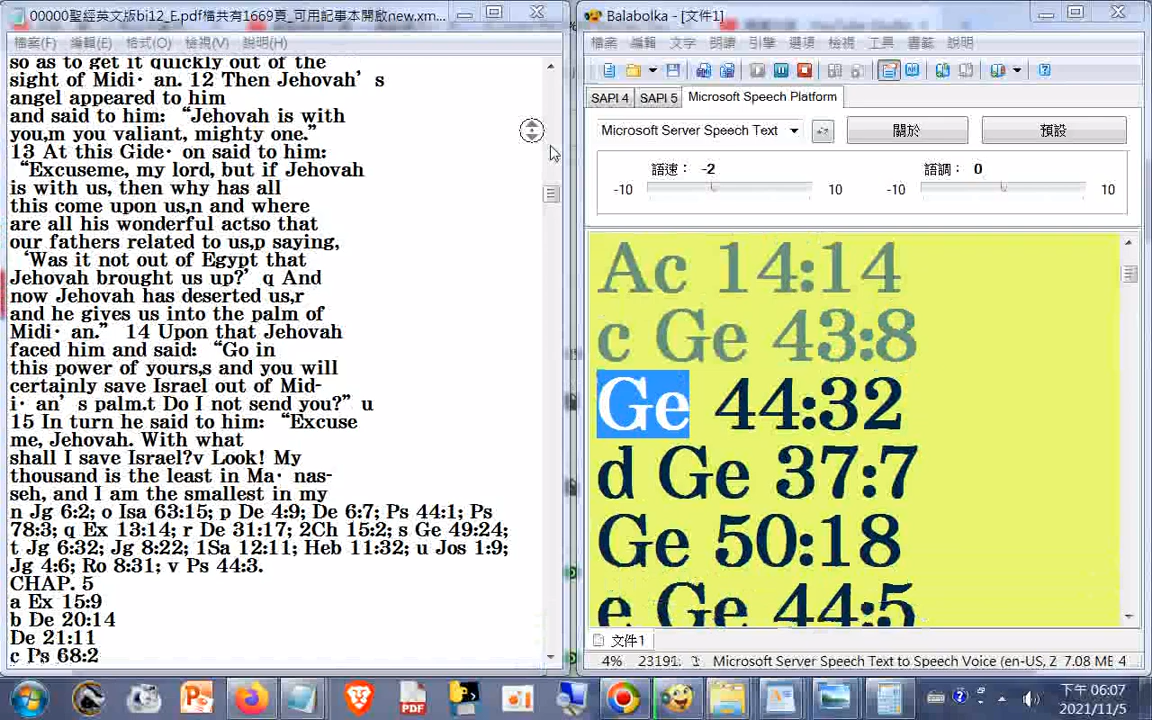 00000聖經英文版bi12_E.pdf檔共有1669頁_可用記事本開啟new.xm...
檔案(F) 編輯(E) 格式(O) 檢視(V) 說明(H)
so as to get it quickly out of the
sight of Midi· an. 12 Then Jehovah’s
angel appeared to him
and said to him: “Jehovah is with
you,m you valiant, mighty one.”
13 At this Gide· on said to him:
“Excuseme, my lord, but if Jehovah
is with us, then why has all
this come upon us,n and where
are all his wonderful actso that
our fathers related to us,p saying,
‘Was it not out of Egypt that
Jehovah brought us up?’ q And
now Jehovah has deserted us,r
and he gives us into the palm of
Midi· an.” 14 Upon that Jehovah
faced him and said: “Go in
this power of yours,s and you will
certainly save Israel out of Mid-
i· an’s palm.t Do I not send you?” u
15 In turn he said to him: “Excuse
me, Jehovah. With what
shall I save Israel?v Look! My
thousand is the least in Ma· nas-
seh, and I am the smallest in my
n Jg 6:2; o Isa 63:15; p De 4:9; De 6:7; Ps 44:1; Ps
78:3; q Ex 13:14; r De 31:17; 2Ch 15:2; s Ge 49:24;
t Jg 6:32; Jg 8:22; 1Sa 12:11; Heb 11:32; u Jos 1:9;
Jg 4:6; Ro 8:31; v Ps 44:3.
CHAP. 5
a Ex 15:9
b De 20:14
De 21:11
c Ps 68:2
Balabolka - [文件1]
檔案 編輯 文字 朗讀 引擎 選項 檢視 工具 書籤 說明
SAPI 4 SAPI 5 Microsoft Speech Platform
Microsoft Server Speech Text 關於 預設
語速： -2 語調： 0
-10 10 -10 10
Ac 14:14
c Ge 43:8
Ge 44:32
d Ge 37:7
Ge 50:18
e Ge 44:5
文件1
4% Microsoft Server Speech Text to Speech Voice (en-US, Z 7.08 MB 4
PDF
下午 06:07
2021/11/5